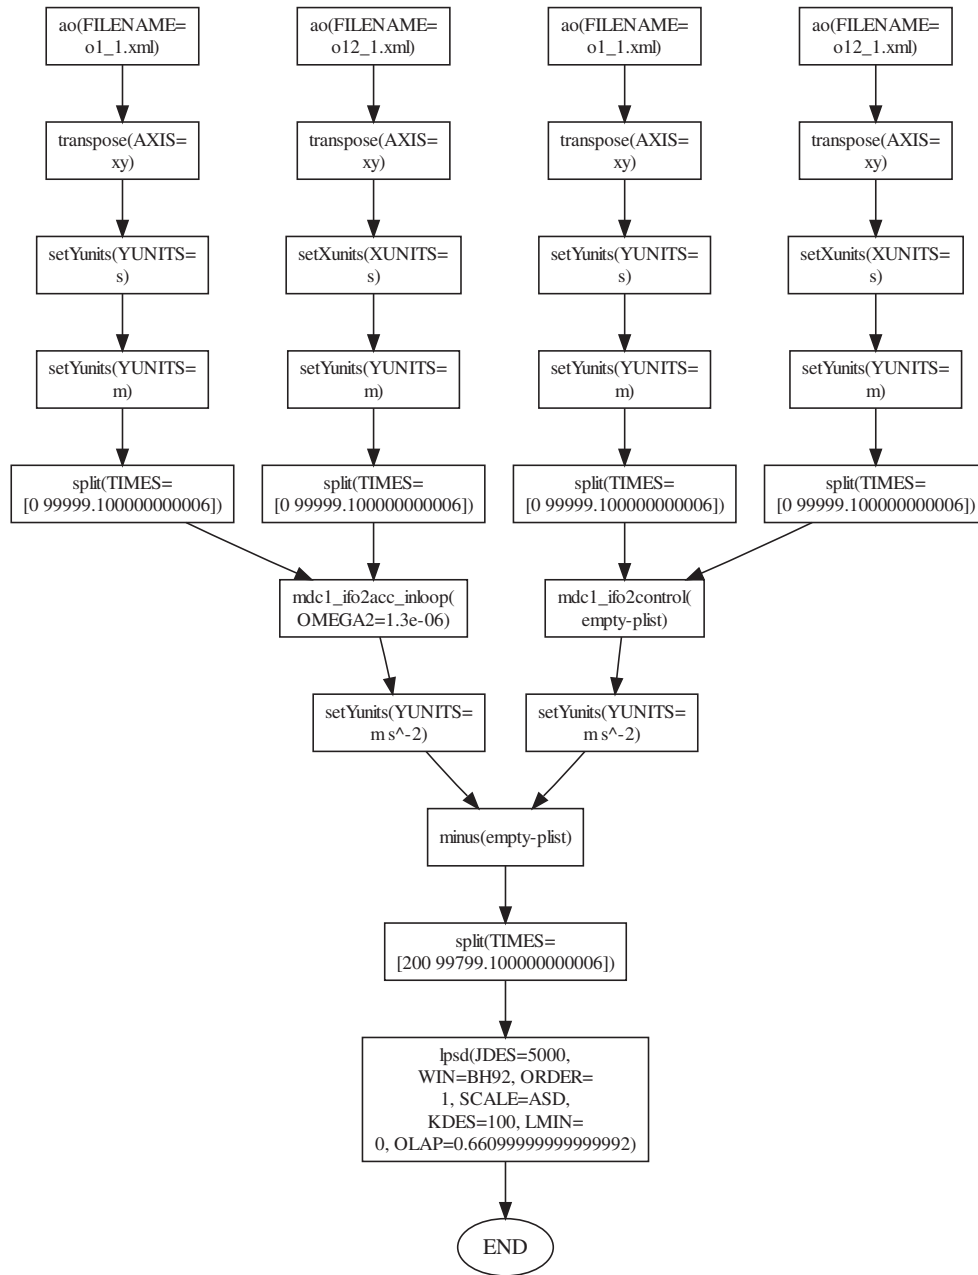 ao(FILENAME=
o1_1.xml)
ao(FILENAME=
o12_1.xml)
ao(FILENAME=
o1_1.xml)
ao(FILENAME=
o12_1.xml)
transpose(AXIS=
xy)
transpose(AXIS=
xy)
transpose(AXIS=
xy)
transpose(AXIS=
xy)
setYunits(YUNITS=
s)
setXunits(XUNITS=
s)
setYunits(YUNITS=
s)
setXunits(XUNITS=
s)
setYunits(YUNITS=
m)
setYunits(YUNITS=
m)
setYunits(YUNITS=
m)
setYunits(YUNITS=
m)
split(TIMES=
[0 99999.100000000006])
split(TIMES=
[0 99999.100000000006])
split(TIMES=
[0 99999.100000000006])
split(TIMES=
[0 99999.100000000006])
mdc1_ifo2acc_inloop(
OMEGA2=1.3e-06)
mdc1_ifo2control(
empty-plist)
setYunits(YUNITS=
m s^-2)
setYunits(YUNITS=
m s^-2)
minus(empty-plist)
split(TIMES=
[200 99799.100000000006])
lpsd(JDES=5000,
WIN=BH92, ORDER=
1, SCALE=ASD,
KDES=100, LMIN=
0, OLAP=0.66099999999999992)
END